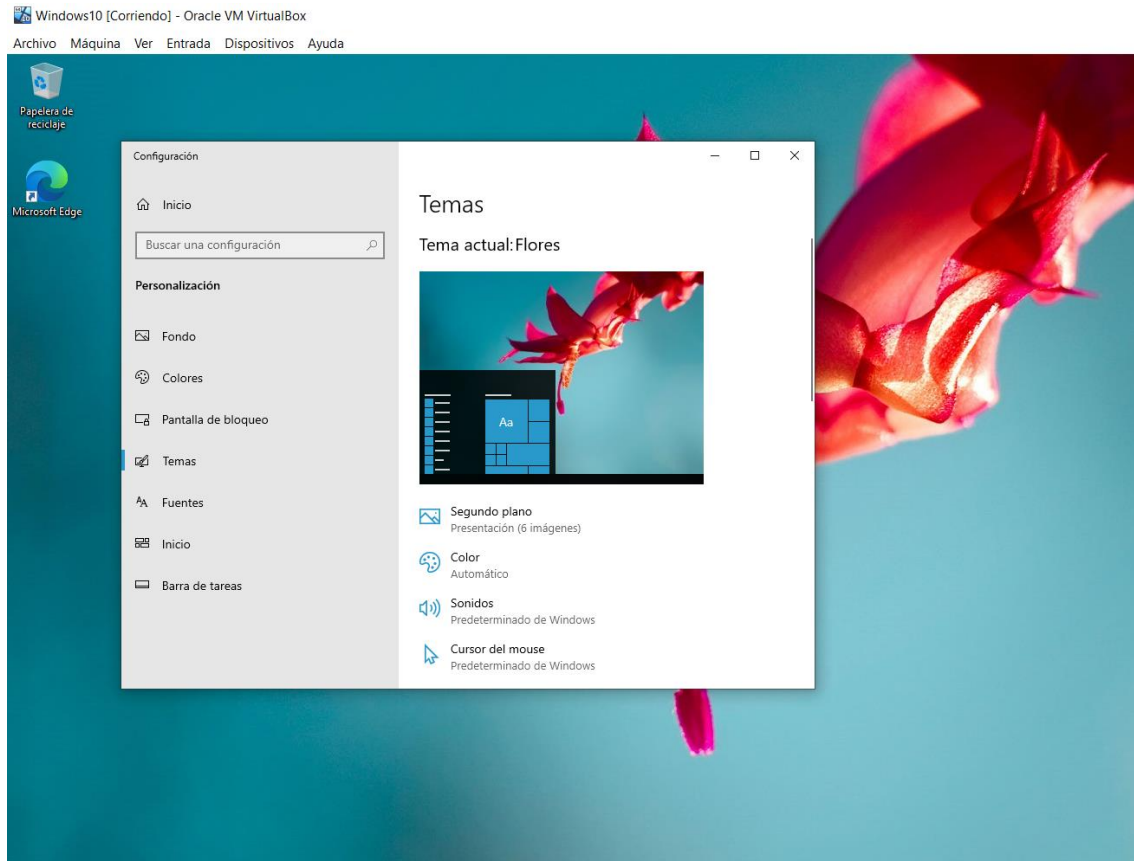 Windows10 [Corriendo] - Oracle VM VirtualBox
Archivo Máquina Ver Entrada Dispositivos Ayuda
Papelera de
reciclaje
Microsoft Edge
Configuración
Inicio
Buscar una configuración
Personalización
Fondo
Colores
Pantalla de bloqueo
Temas
Fuentes
Inicio
Barra de tareas
Temas
Tema actual: Flores
Aa
Segundo plano
Presentación (6 imágenes)
Color
Automático
Sonidos
Predeterminado de Windows
Cursor del mouse
Predeterminado de Windows